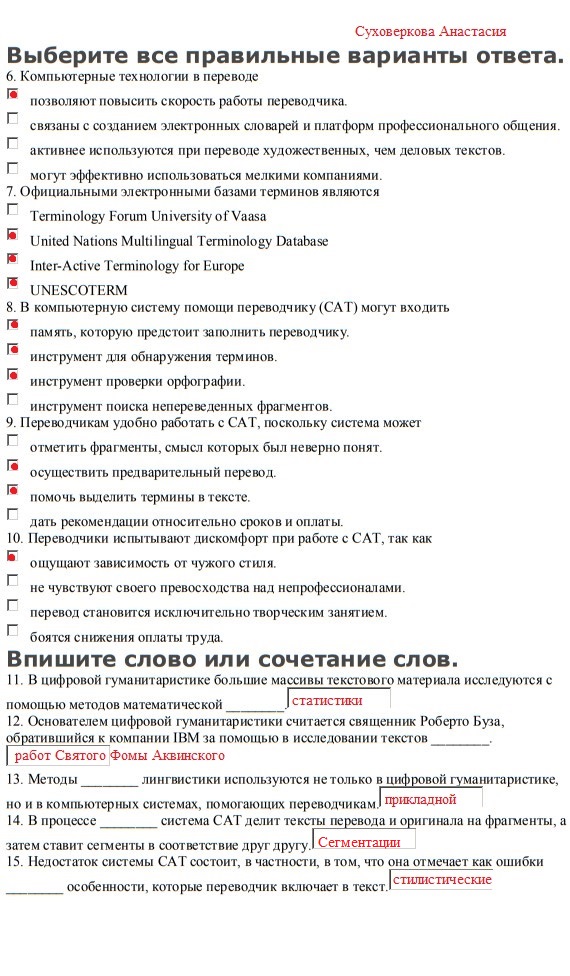 Суховеркова Анастасия
Выберите все правильные варианты ответа.
6. Компьютерные технологии в переводе
позволяют повысить скорость работы переводчика.
связаны с созданием электронных словарей и платформ профессионального общения.
активнее используются при переводе художественных, чем деловых текстов.
могут эффективно использоваться мелкими компаниями.
7. Официальными электронными базами терминов являются
Terminology Forum University of Vaasa
United Nations Multilingual Terminology Database
Inter-Active Terminology for Europe
UNESCOTERM
8. В компьютерную систему помощи переводчику (CAT) могут входить
память, которую предстоит заполнить переводчику.
инструмент для обнаружения терминов.
инструмент проверки орфографии.
инструмент поиска непереведенных фрагментов.
9. Переводчикам удобно работать с CAT, поскольку система может
отметить фрагменты, смысл которых был неверно понят.
осуществить предварительный перевод.
помочь выделить термины в тексте.
дать рекомендации относительно сроков и оплаты.
10. Переводчики испытывают дискомфорт при работе с CAT, так как
ощущают зависимость от чужого стиля.
не чувствуют своего превосходства над непрофессионалами.
перевод становится исключительно творческим занятием.
боятся снижения оплаты труда.
Впишите слово или сочетание слов.
11. В цифровой гуманитаристике большие массивы текстового материала исследуются с
помощью методов математической ________. статистики
12. Основателем цифровой гуманитаристики считается священник Роберто Буза,
обратившийся к компании IBM за помощью в исследовании текстов ________.
работ Святого Фомы Аквинского
13. Методы ________ лингвистики используются не только в цифровой гуманитаристике,
но и в компьютерных системах, помогающих переводчикам. прикладной
14. В процессе ________ система CAT делит тексты перевода и оригинала на фрагменты, а
затем ставит сегменты в соответствие друг другу. Сегментации
15. Недостаток системы CAT состоит, в частности, в том, что она отмечает как ошибки
________ особенности, которые переводчик включает в текст. стилистические